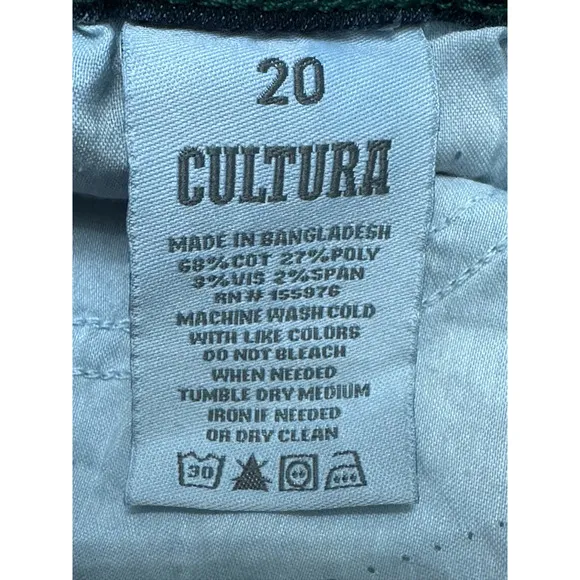 20
CULTURA
MADE IN BANGLADESH
68%COT 27%POLY
3%VIS 2%SPAN
RN# 155976
MACHINE WASH COLD
WITH LIKE COLORS
DO NOT BLEACH
WHEN NEEDED
TUMBLE DRY MEDIUM
IRON IF NEEDED
OR DRY CLEAN
30